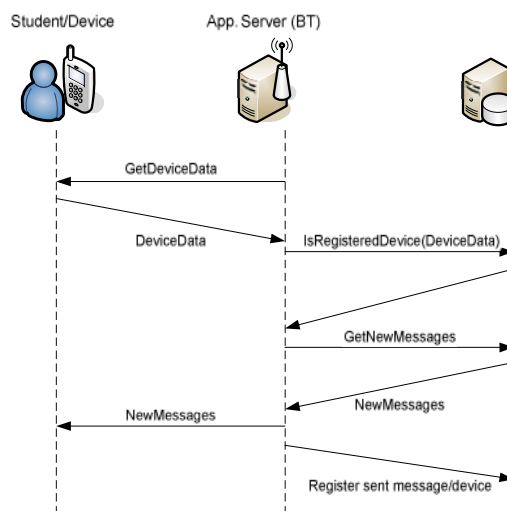 Student/Device
App. Server (BT)
GetDeviceData
DeviceData
IsRegisteredDevice(DeviceData)
GetNewMessages
NewMessages
NewMessages
Register sent message/device